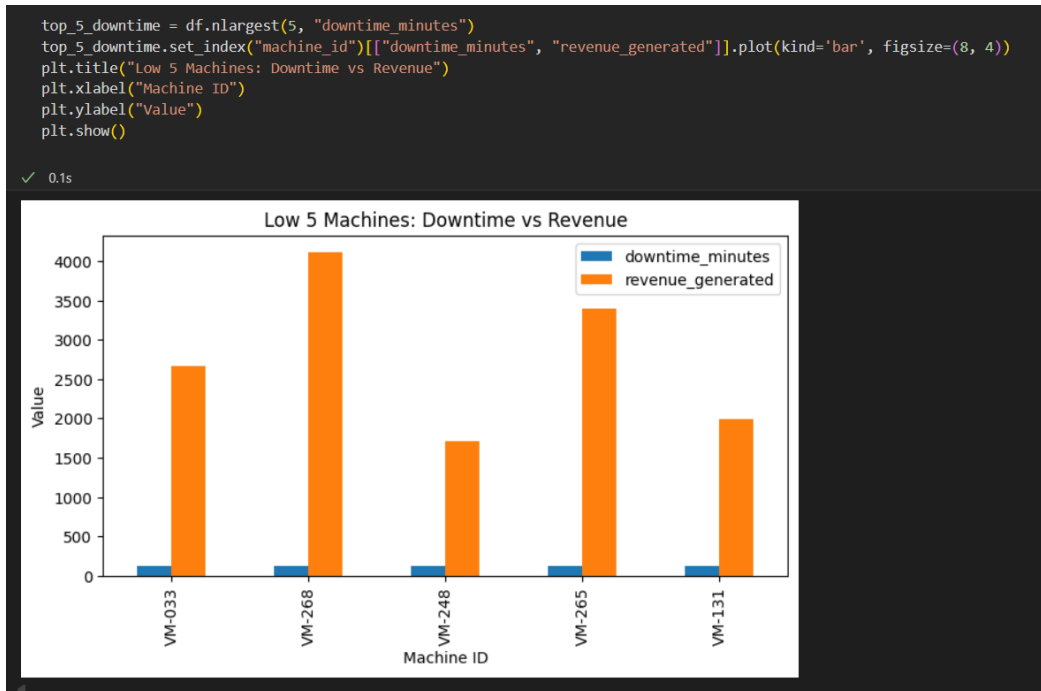 top_5_downtime = df.nlargest(5, "downtime_minutes")
top_5_downtime.set_index("machine_id")[["downtime_minutes", "revenue_generated"]].plot(kind='bar', figsize=(8, 4))
plt.title("Low 5 Machines: Downtime vs Revenue")
plt.xlabel("Machine ID")
plt.ylabel("Value")
plt.show()
0.1s
Low 5 Machines: Downtime vs Revenue
downtime_minutes
revenue_generated
4000
3500
3000
2500
2000
1500
1000
500
0
Value
VM-033
VM-268
VM-248
VM-265
VM-131
Machine ID